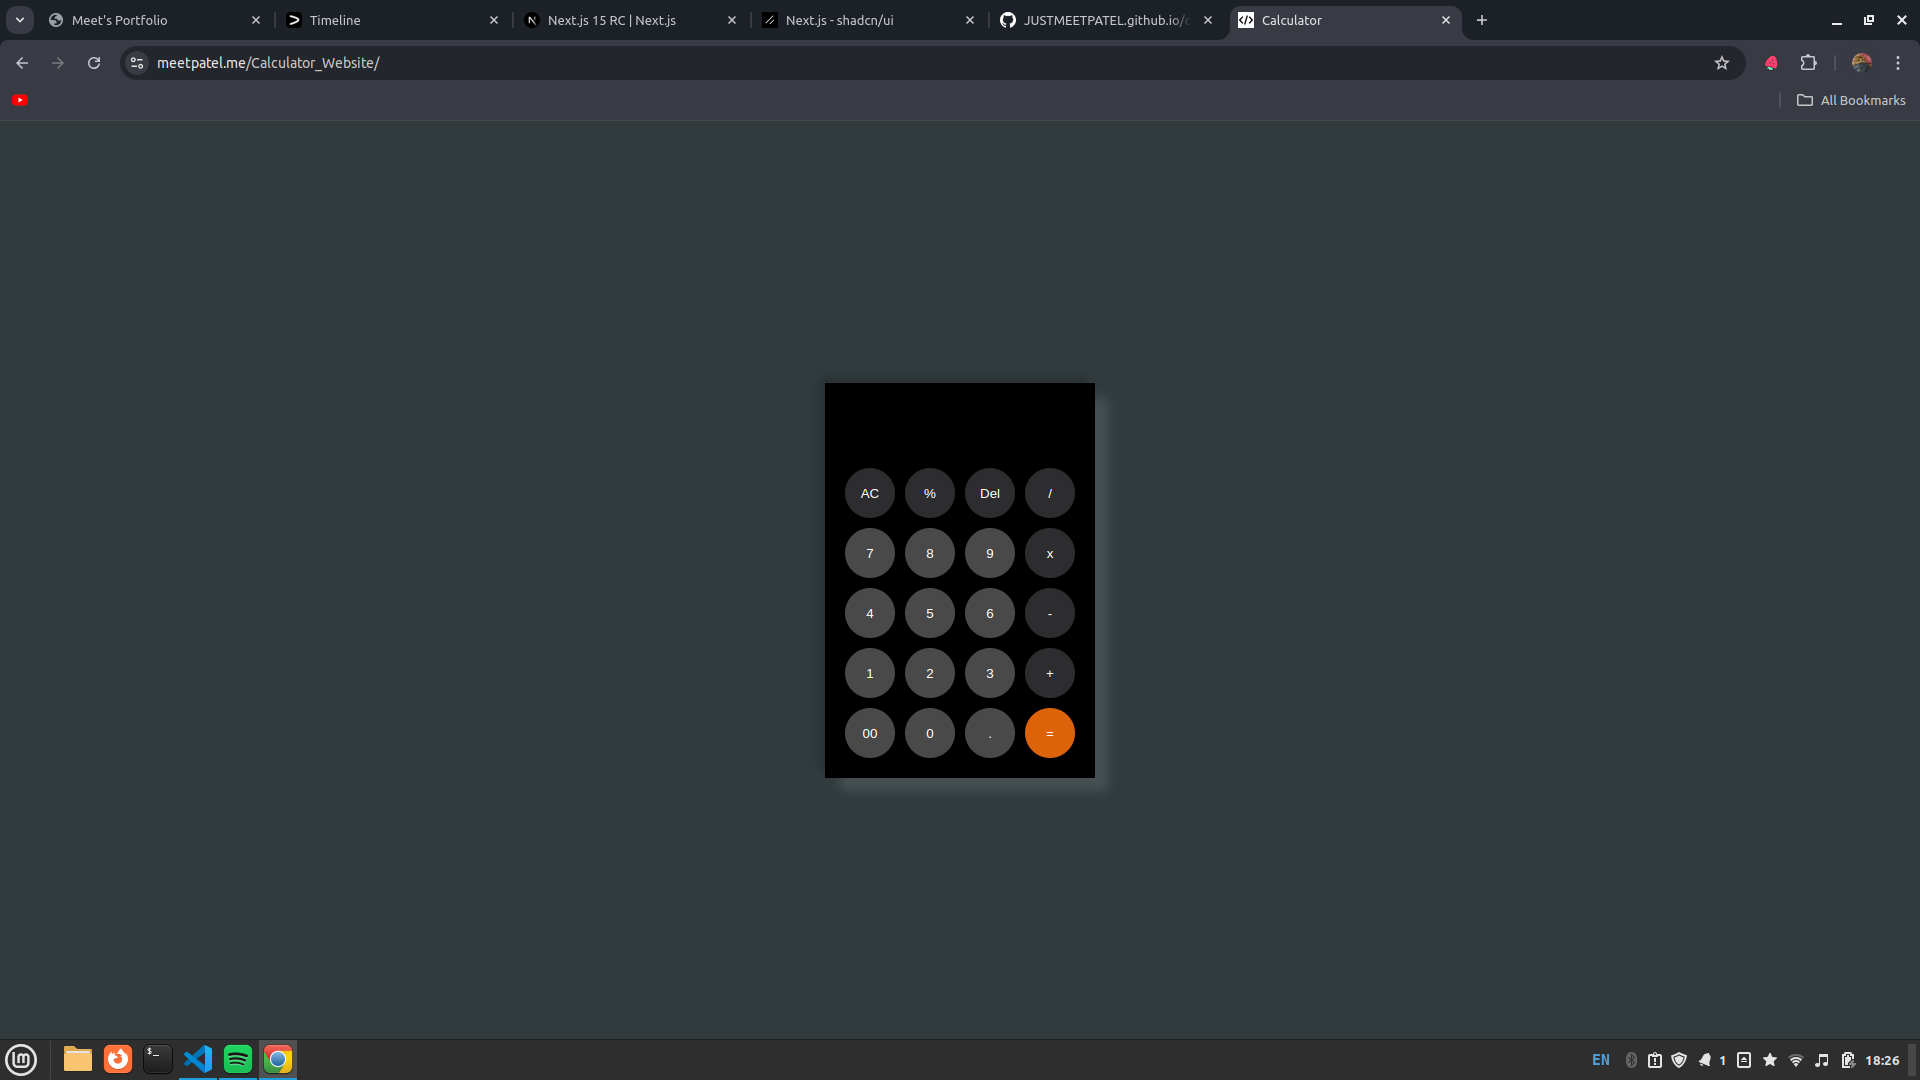 Meet's Portfolio
Timeline
Next.js 15 RC | Next.js
Next.js - shadcn/ui
JUSTMEETPATEL.github.io/
Calculator
meetpatel.me/Calculator_Website/
All Bookmarks
AC % Del /
7 8 9 x
4 5 6 -
1 2 3 +
00 0 . =
$_
EN
1
18:26